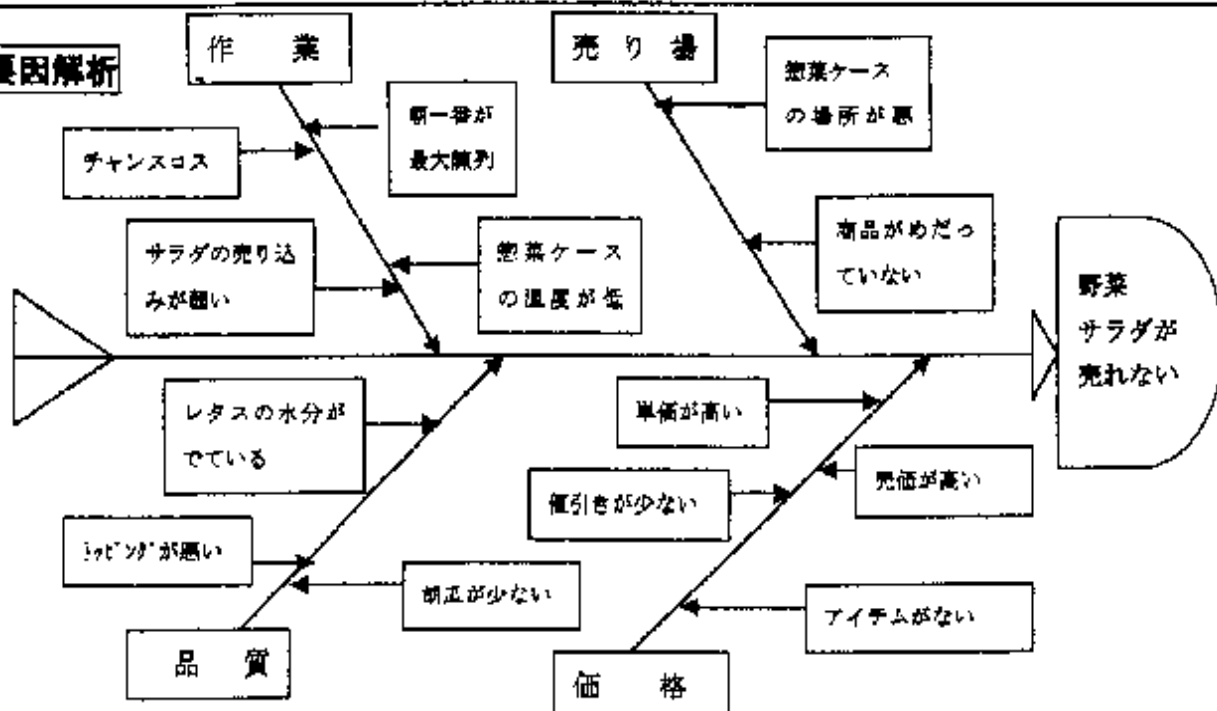 要因解析
作 業
売 り 場
惣菜ケース
の場所が悪
朝一番が
最大陳列
チャンスロス
サラダの売り込
みが弱い
惣菜ケース
の温度が低
商品がめだっ
ていない
野菜
サラダが
売れない
レタスの水分が
でている
単価が高い
売価が高い
値引きが少ない
が悪い
胡瓜が少ない
アイテムがない
品 質
価 格